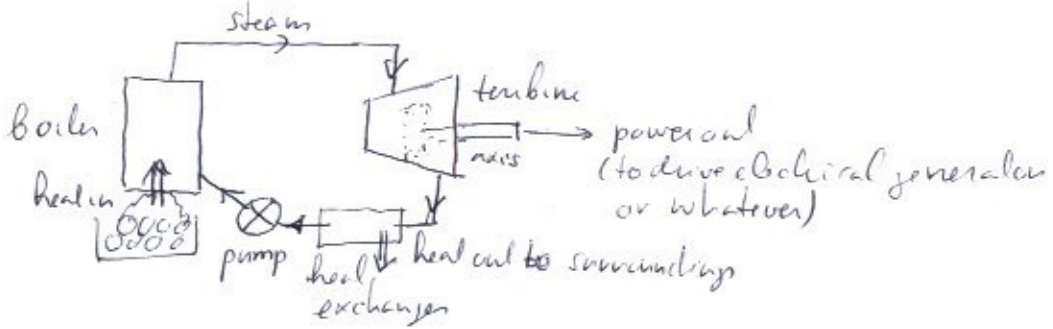 steam
turbine
boiler
power out
(to drive electrical generator
or whatever)
axis
heat in
pump
heat out to surroundings
heat
exchanger